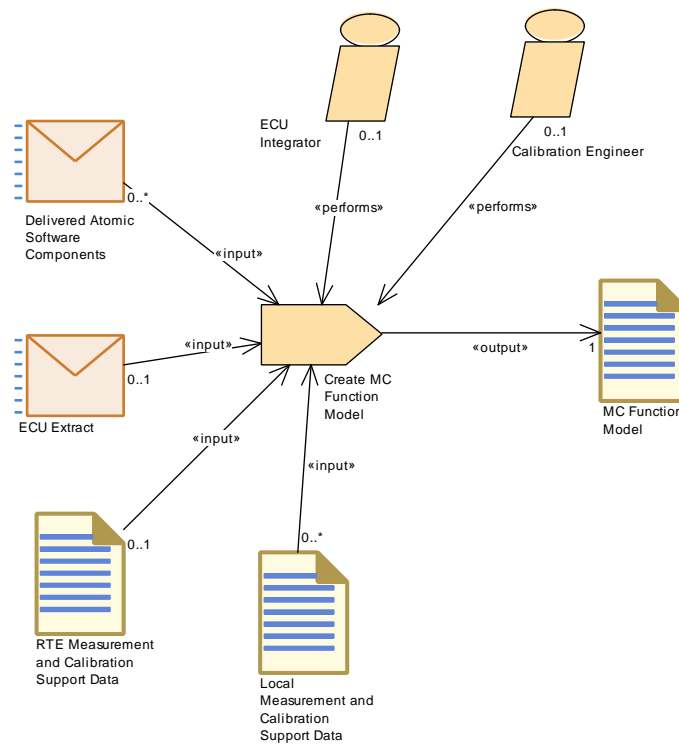 ECU
Integrator
0..1
0..1
Calibration Engineer
«performs»
«performs»
0..*
Delivered Atomic
Software
Components
«input»
«input»
0..1
ECU Extract
Create MC
Function
Model
«output»
1
MC Function
Model
«input»
«input»
0..1
0..*
RTE Measurement
and Calibration
Support Data
Local
Measurement and
Calibration
Support Data